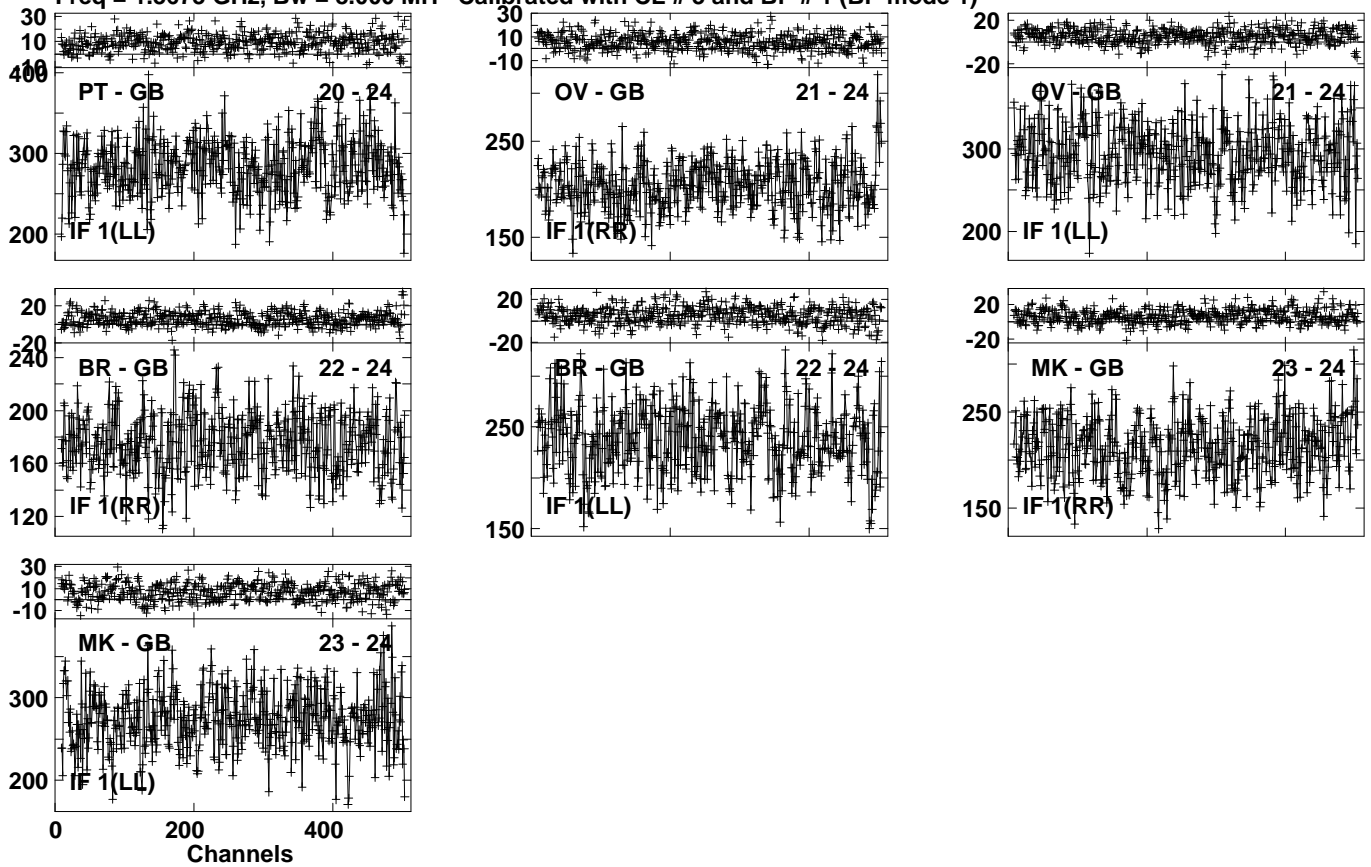 30 10 -10
400 300 200
PT - GB 20 - 24
IF 1(LL)
30 10 -10
250 150
OV - GB 21 - 24
IF 1(RR)
20 -20
300 200
OV - GB 21 - 24
IF 1(LL)
20 -20
240 200 160 120
BR - GB 22 - 24
IF 1(RR)
20 -20
250 150
BR - GB 22 - 24
IF 1(LL)
20 -20
250 150
MK - GB 23 - 24
IF 1(RR)
30 10 -10
300 200
MK - GB 23 - 24
IF 1(LL)
0 200 400
Channels